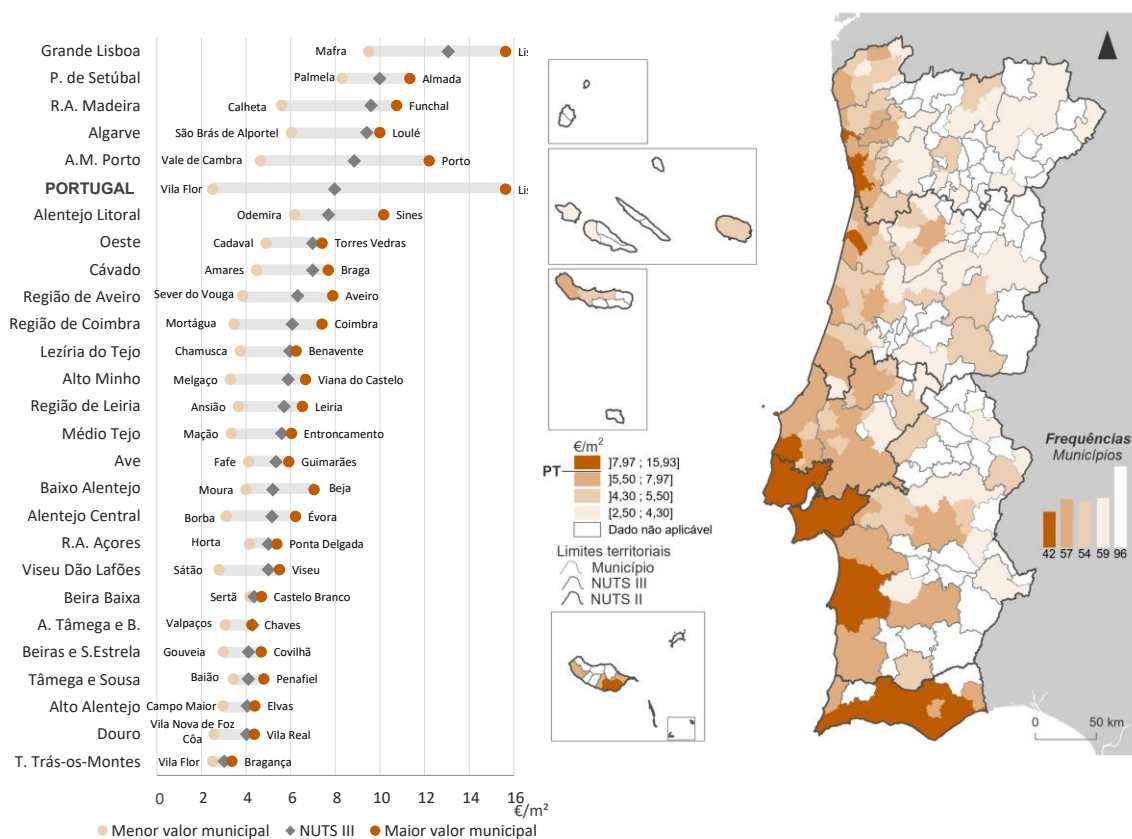 Grande Lisboa Mafra Lis
P. de Setúbal Palmela Almada
R.A. Madeira Calheta Funchal
Algarve São Brás de Alportel Loulé
A.M. Porto Vale de Cambra Porto
PORTUGAL Vila Flor Lis
Alentejo Litoral Odemira Sines
Oeste Cadaval Torres Vedras
Cávado Amares Braga
Região de Aveiro Sever do Vouga Aveiro
Região de Coimbra Mortágua Coimbra
Lezíria do Tejo Chamusca Benavente
Alto Minho Melgaço Viana do Castelo
Região de Leiria Ansião Leiria
Médio Tejo Mação Entroncamento
Ave Fafe Guimarães
Baixo Alentejo Moura Beja
Alentejo Central Borba Évora
R.A. Açores Horta Ponta Delgada
Viseu Dão Lafões Sátão Viseu
Beira Baixa Sertã Castelo Branco
A. Tâmega e B. Valpaços Chaves
Beiras e S.Estrela Gouveia Covilhã
Tâmega e Sousa Baião Penafiel
Alto Alentejo Campo Maior Elvas
Douro Vila Nova de Foz Côa Vila Real
T. Trás-os-Montes Vila Flor Bragança
0 2 4 6 8 10 12 14 16
€/m²
Menor valor municipal NUTS III Maior valor municipal
€/m²
]7,97 ; 15,93]
PT
]5,50 ; 7,97]
]4,30 ; 5,50]
[2,50 ; 4,30]
Dado não aplicável
Limites territoriais
Município
NUTS III
NUTS II
Frequências
Municípios
42 57 54 59 96
0 50 km